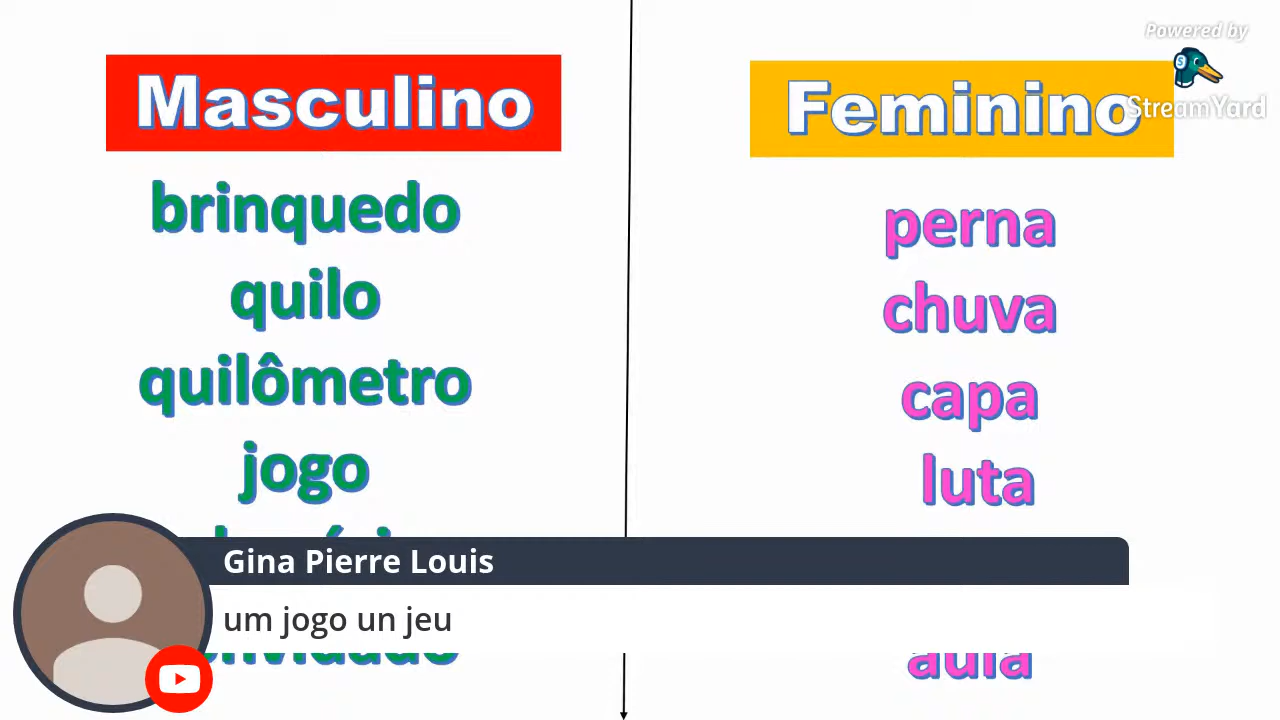 Masculino
brinquedo
quilo
quilômetro
jogo
Feminino
perna
chuva
capa
luta
aula
Powered by
StreamYard
Gina Pierre Louis
um jogo un jeu